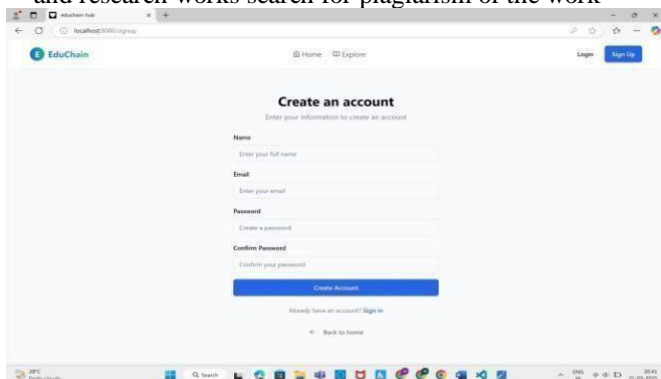 and research works search for plagiarism of the work
educhain-hub
localhost:8080/signup
EduChain
Home
Explore
Login
Sign Up
Create an account
Enter your information to create an account
Name
Enter your full name
Email
Enter your email
Password
Create a password
Confirm Password
Confirm your password
Create Account
Already have an account? Sign in
Back to home
Search
ENG
20:41